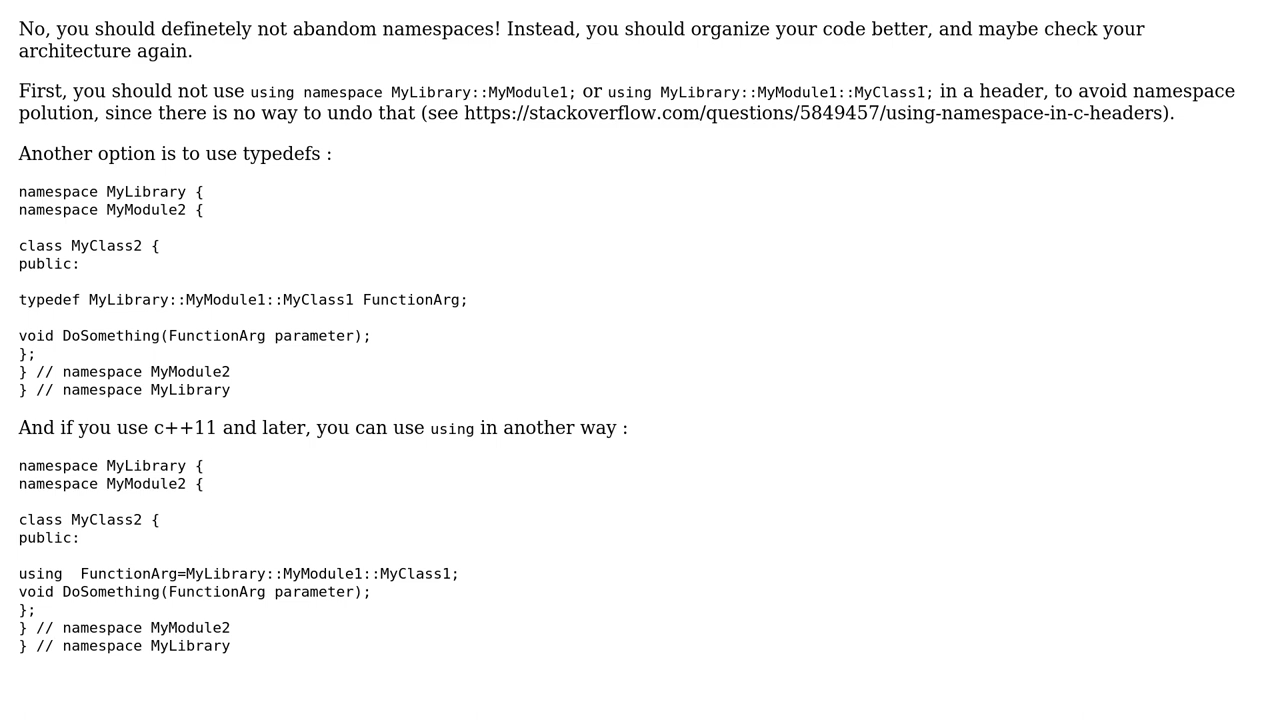 No, you should definetely not abandom namespaces! Instead, you should organize your code better, and maybe check your
architecture again.
First, you should not use using namespace MyLibrary::MyModule1; or using MyLibrary::MyModule1::MyClass1; in a header, to avoid namespace
polution, since there is no way to undo that (see https://stackoverflow.com/questions/5849457/using-namespace-in-c-headers).
Another option is to use typedefs :
namespace MyLibrary {
namespace MyModule2 {
class MyClass2 {
public:
typedef MyLibrary::MyModule1::MyClass1 FunctionArg;
void DoSomething(FunctionArg parameter);
};
} // namespace MyModule2
} // namespace MyLibrary
And if you use c++11 and later, you can use using in another way :
namespace MyLibrary {
namespace MyModule2 {
class MyClass2 {
public:
using  FunctionArg=MyLibrary::MyModule1::MyClass1;
void DoSomething(FunctionArg parameter);
};
} // namespace MyModule2
} // namespace MyLibrary